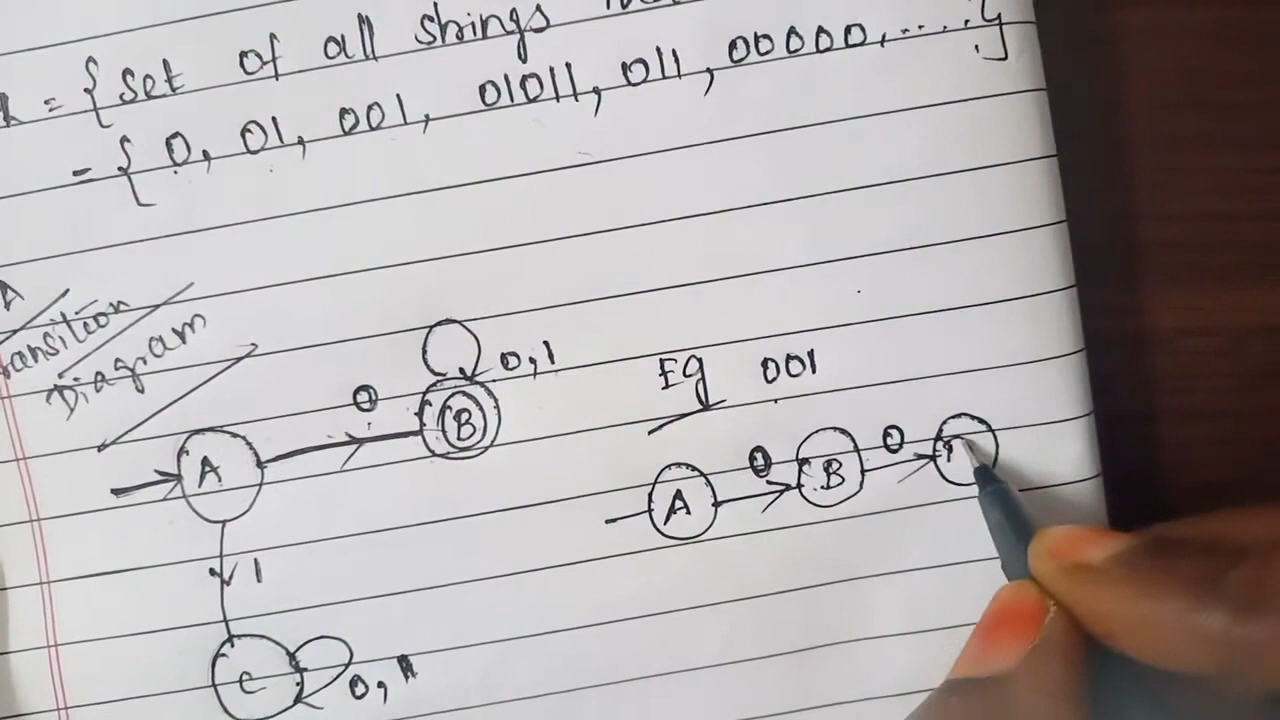 = { set of all strings
= { 0, 01, 001, 01011, 011, 00000, ..... }
Diagram
0,1
0
B
A
1
C
0,1
Eg 001
0 0
A B